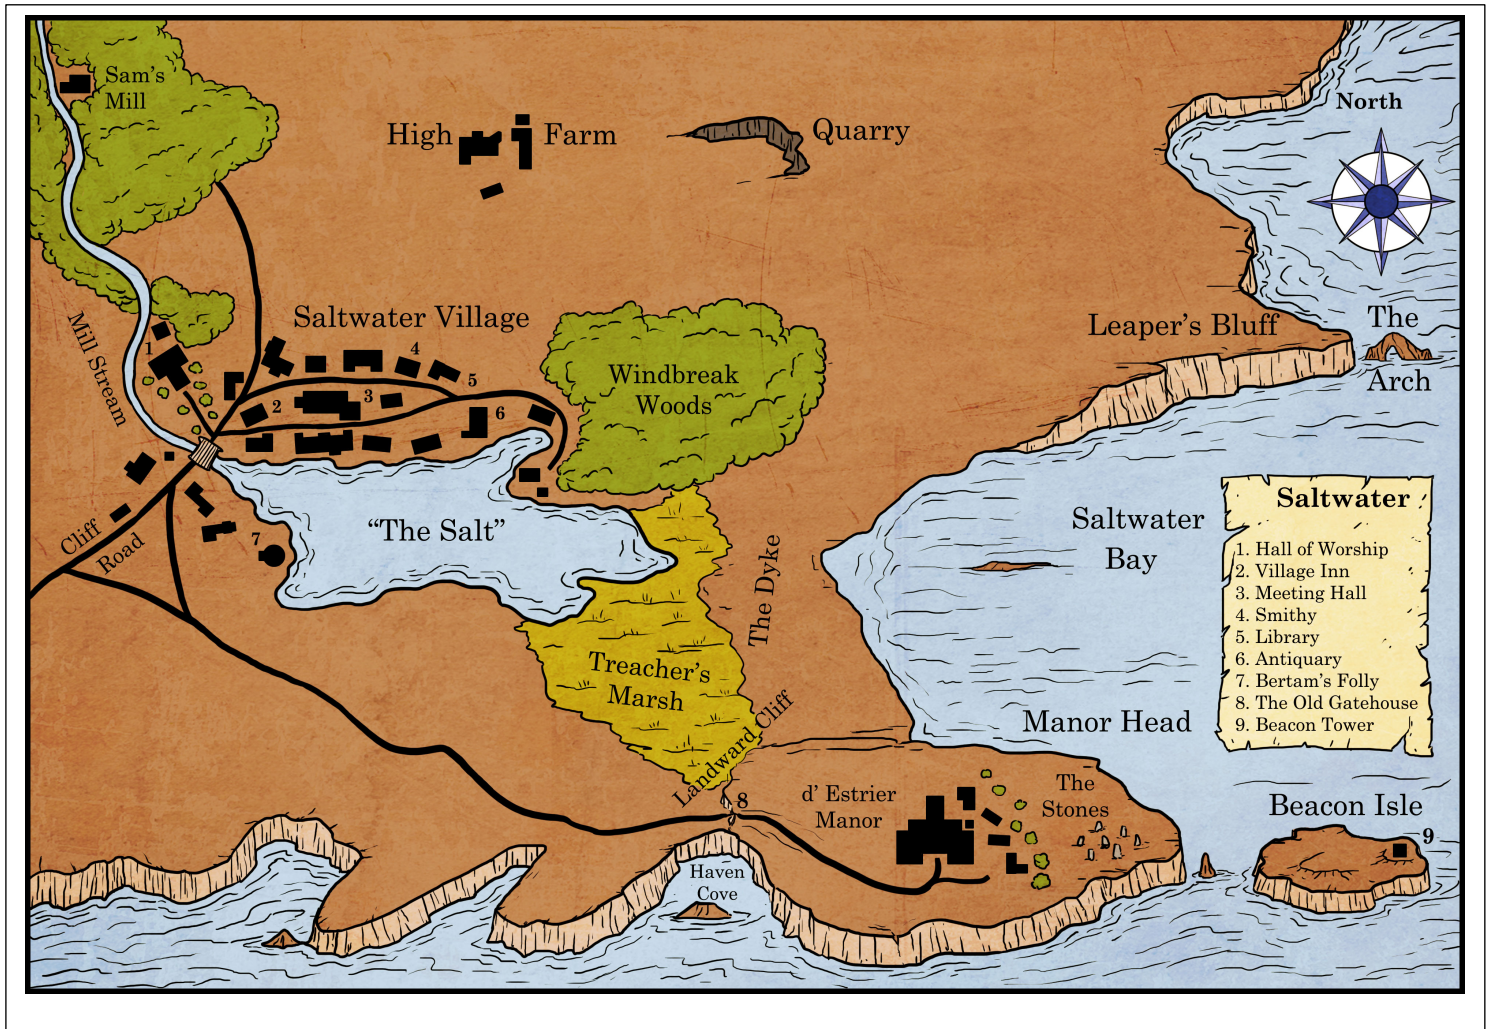 Sam's
Mill
North
High
Farm
Quarry
Saltwater Village
Leaper's Bluff
The
Arch
Mill Stream
1
4
5
Windbreak
Woods
2
3
6
Saltwater
1. Hall of Worship
2. Village Inn
3. Meeting Hall
4. Smithy
5. Library
6. Antiquary
7. Bertam's Folly
8. The Old Gatehouse
9. Beacon Tower
Saltwater
Bay
"The Salt"
Cliff
Road
7
The Dyke
Treacher's
Marsh
Landward Cliff
Manor Head
8
d' Estrier
Manor
The
Stones
Beacon Isle
9
Haven
Cove